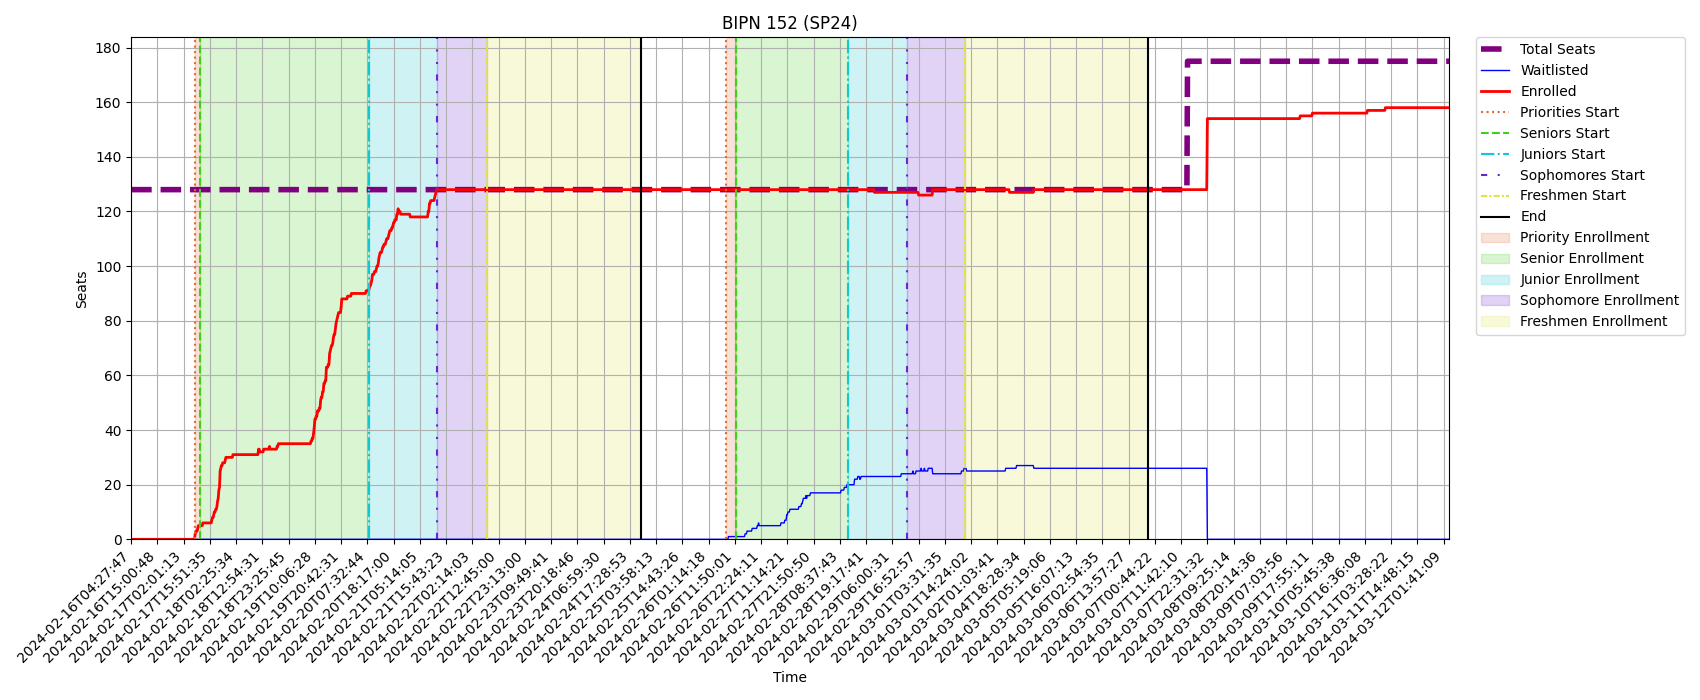 BIPN 152 (SP24)
Seats
180
160
140
120
100
80
60
40
20
0
2024-02-16T04:27:47
2024-02-16T15:00:48
2024-02-17T02:01:13
2024-02-17T15:51:35
2024-02-18T02:25:34
2024-02-18T12:54:31
2024-02-18T23:25:45
2024-02-19T10:06:28
2024-02-19T20:42:31
2024-02-20T07:32:44
2024-02-20T18:17:00
2024-02-21T05:14:05
2024-02-21T15:43:23
2024-02-22T02:14:03
2024-02-22T12:45:00
2024-02-22T23:13:00
2024-02-23T09:49:41
2024-02-23T20:18:46
2024-02-24T06:59:30
2024-02-24T17:28:53
2024-02-25T03:58:13
2024-02-25T14:43:26
2024-02-26T01:14:18
2024-02-26T11:50:01
2024-02-26T22:24:11
2024-02-27T11:14:21
2024-02-27T21:50:50
2024-02-28T08:37:43
2024-02-28T19:17:41
2024-02-29T06:00:31
2024-02-29T16:52:57
2024-03-01T03:31:35
2024-03-01T14:24:02
2024-03-02T01:03:41
2024-03-04T18:28:34
2024-03-05T05:19:06
2024-03-05T16:07:13
2024-03-06T02:54:35
2024-03-06T13:57:27
2024-03-07T00:44:22
2024-03-07T11:42:10
2024-03-07T22:31:32
2024-03-08T09:25:14
2024-03-08T20:14:36
2024-03-09T07:03:56
2024-03-09T17:55:11
2024-03-10T05:45:38
2024-03-10T16:36:08
2024-03-11T03:28:22
2024-03-11T14:48:15
2024-03-12T01:41:09
Time
Total Seats
Waitlisted
Enrolled
Priorities Start
Seniors Start
Juniors Start
Sophomores Start
Freshmen Start
End
Priority Enrollment
Senior Enrollment
Junior Enrollment
Sophomore Enrollment
Freshmen Enrollment